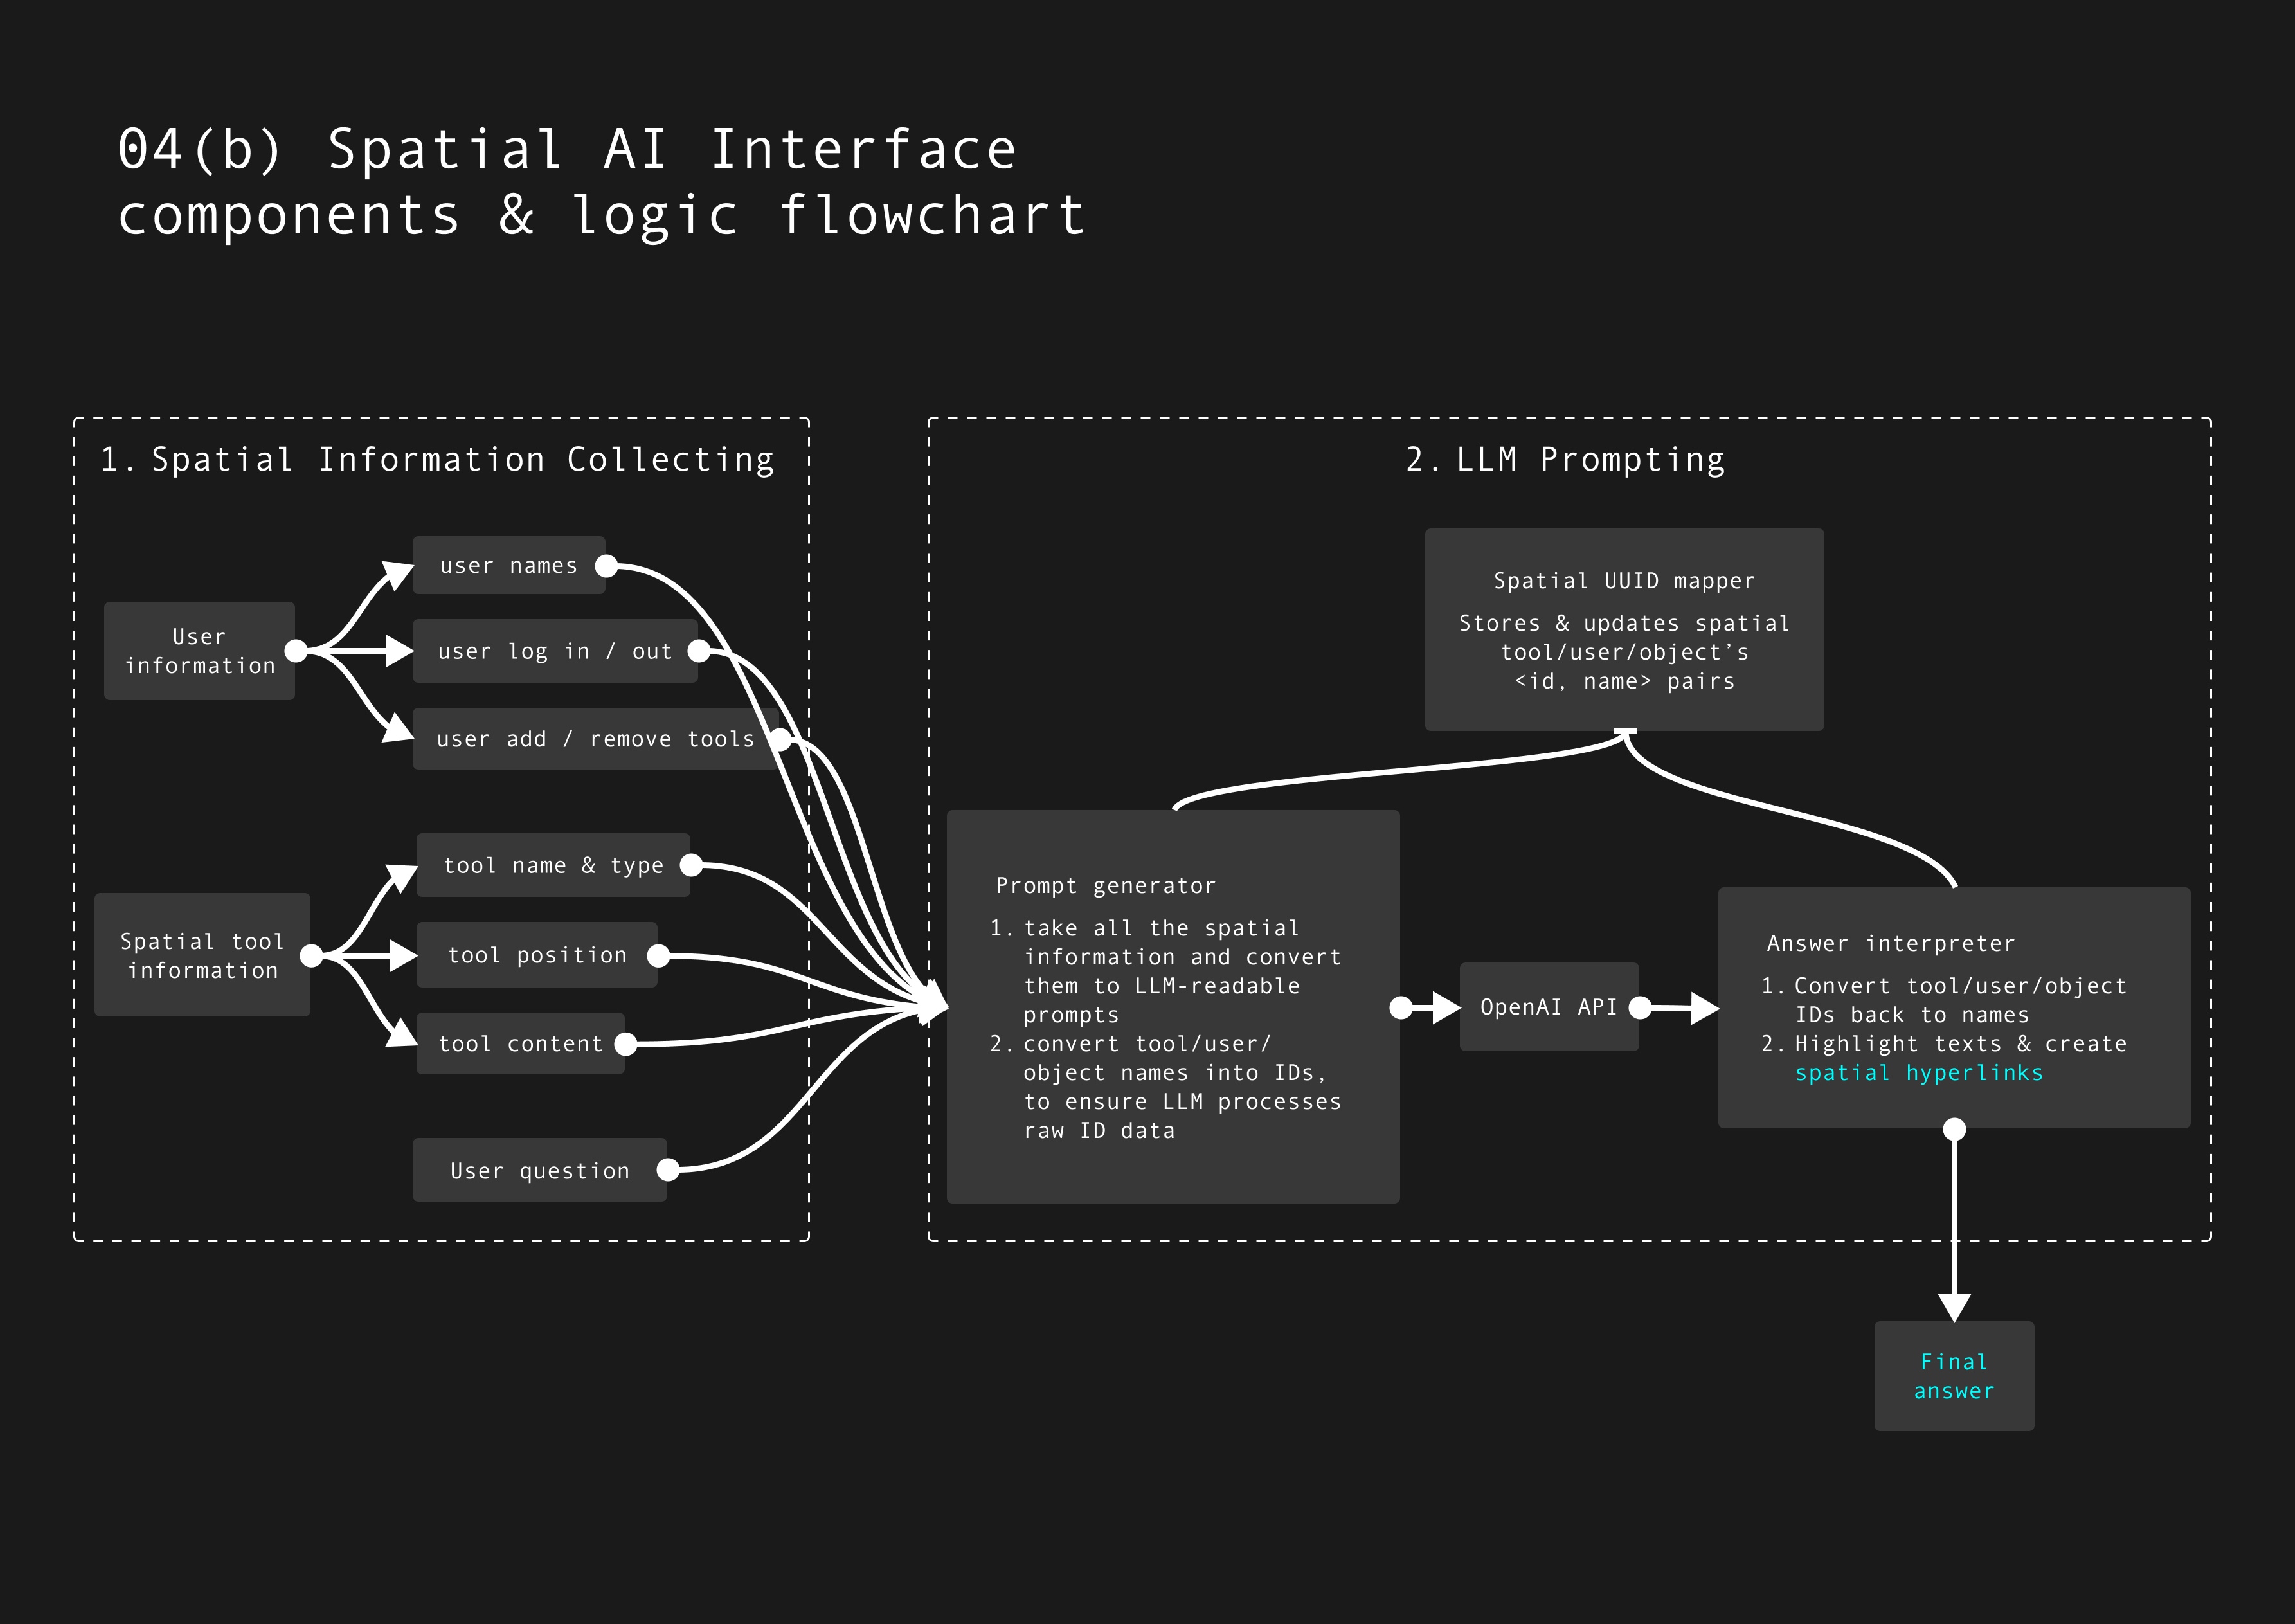 04(b) Spatial AI Interface
components & logic flowchart
1. Spatial Information Collecting
User
information
user names
user log in / out
user add / remove tools
Spatial tool
information
tool name & type
tool position
tool content
User question
2. LLM Prompting
Spatial UUID mapper
Stores & updates spatial
tool/user/object’s
<id, name> pairs
Prompt generator
1. take all the spatial
information and convert
them to LLM-readable
prompts
2. convert tool/user/
object names into IDs,
to ensure LLM processes
raw ID data
OpenAI API
Answer interpreter
1. Convert tool/user/object
IDs back to names
2. Highlight texts & create
spatial hyperlinks
Final
answer